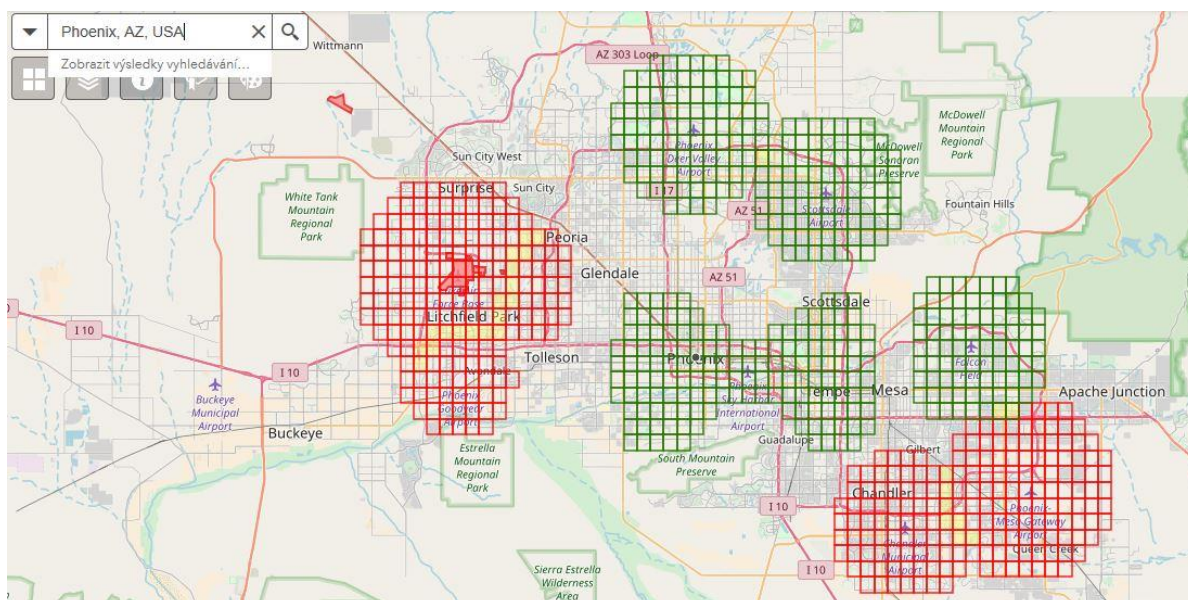 Phoenix, AZ, USA
Zobrazit výsledky vyhledávání...
Wittmann
AZ 303 Loop
McDowell
Mountain
Regional
Park
Phoenix
Deer Valley
Airport
McDowell
Sonoran
Preserve
Sun City West
Surprise
Sun City
I 17
White Tank
Mountain
Regional
Park
Scottsdale
Airport
AZ 51
Fountain Hills
Peoria
Glendale
AZ 51
Scottsdale
Force Base
Litchfield Park
I 10
Tolleson
Phoenix
Falcon
Field
I 10
Avondale
Buckeye
Municipal
Airport
Phoenix
Goodyear
Airport
Phoenix
Sky Harbor
International
Airport
Tempe
Mesa
Apache Junction
Buckeye
Guadalupe
Gilbert
Estrella
Mountain
Regional
Park
South Mountain
Preserve
Chandler
I 10
Phoenix-
Mesa Gateway
Airport
Chandler
Municipal
Airport
Queen Creek
I 10
Sierra Estrella
Wilderness
Area